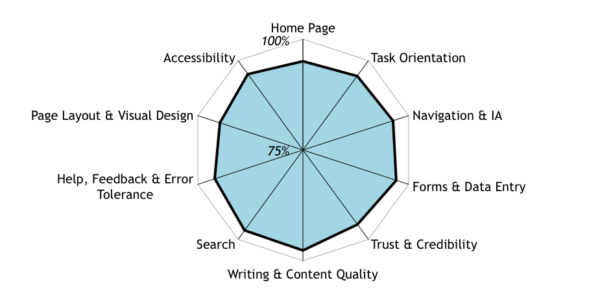 Home Page
100%
Accessibility
Task Orientation
Page Layout & Visual Design
Navigation & IA
75%
Help, Feedback & Error
Tolerance
Forms & Data Entry
Search
Trust & Credibility
Writing & Content Quality